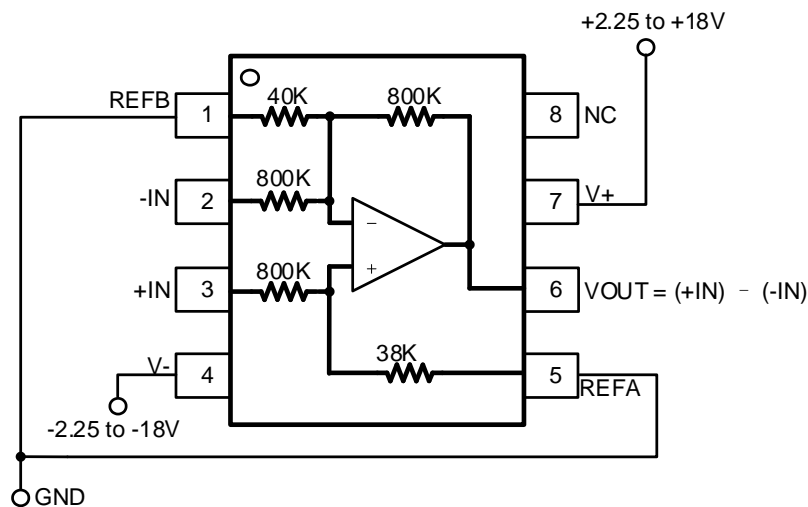 +2.25 to +18V
REFB
1
40K
800K
8
NC
-IN
2
800K
−
7
V+
+IN
3
800K
+
6
VOUT = (+IN) − (-IN)
V-
4
38K
5
REFA
-2.25 to -18V
GND